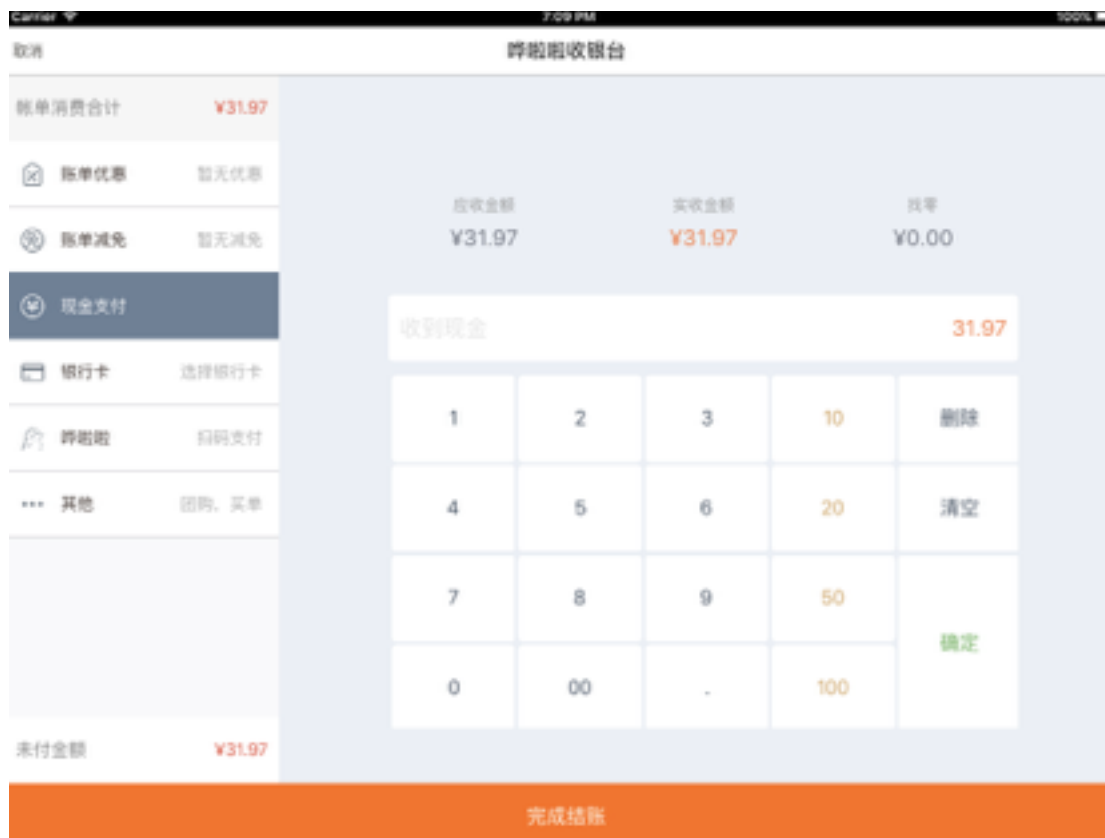 Carrier 7:09 PM 100%
取消 哗啦啦收银台
账单消费合计 ¥31.97
账单优惠 暂无优惠
账单减免 暂无减免
现金支付
银行卡 选择银行卡
哗啦啦 扫码支付
... 其他 团购、买单
未付金额 ¥31.97
应收金额 实收金额 找零
¥31.97 ¥31.97 ¥0.00
收到现金 31.97
1 2 3 10 删除
4 5 6 20 清空
7 8 9 50
确定
0 00 . 100
完成结账